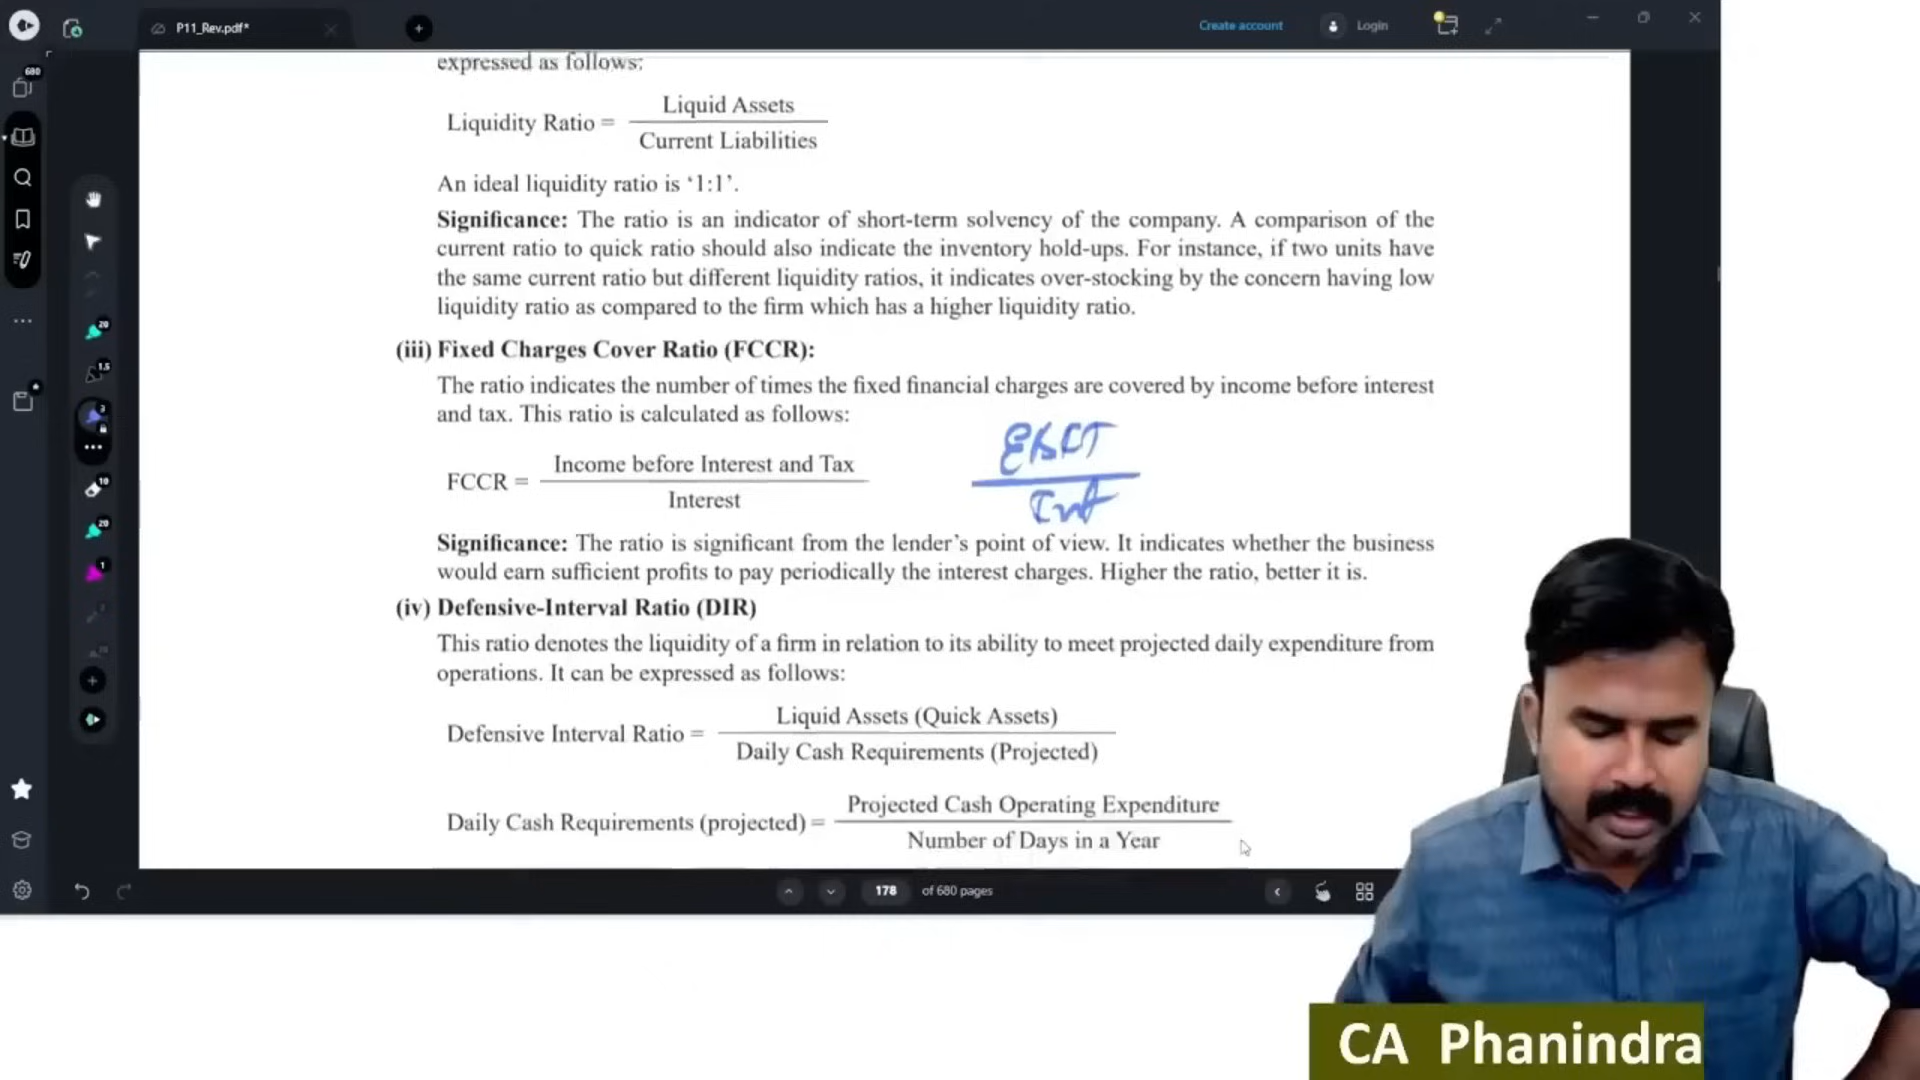 P11_Rev.pdf*
Create account
Login
680
expressed as follows:
Liquidity Ratio = Liquid Assets
Current Liabilities
An ideal liquidity ratio is ‘1:1’.
Significance: The ratio is an indicator of short-term solvency of the company. A comparison of the
current ratio to quick ratio should also indicate the inventory hold-ups. For instance, if two units have
the same current ratio but different liquidity ratios, it indicates over-stocking by the concern having low
liquidity ratio as compared to the firm which has a higher liquidity ratio.
(iii) Fixed Charges Cover Ratio (FCCR):
The ratio indicates the number of times the fixed financial charges are covered by income before interest
and tax. This ratio is calculated as follows:
FCCR = Income before Interest and Tax
Interest
EBIT
Int
Significance: The ratio is significant from the lender’s point of view. It indicates whether the business
would earn sufficient profits to pay periodically the interest charges. Higher the ratio, better it is.
(iv) Defensive-Interval Ratio (DIR)
This ratio denotes the liquidity of a firm in relation to its ability to meet projected daily expenditure from
operations. It can be expressed as follows:
Defensive Interval Ratio = Liquid Assets (Quick Assets)
Daily Cash Requirements (Projected)
Daily Cash Requirements (projected) = Projected Cash Operating Expenditure
Number of Days in a Year
20
1.5
3
10
20
1
178 of 680 pages
CA Phanindra